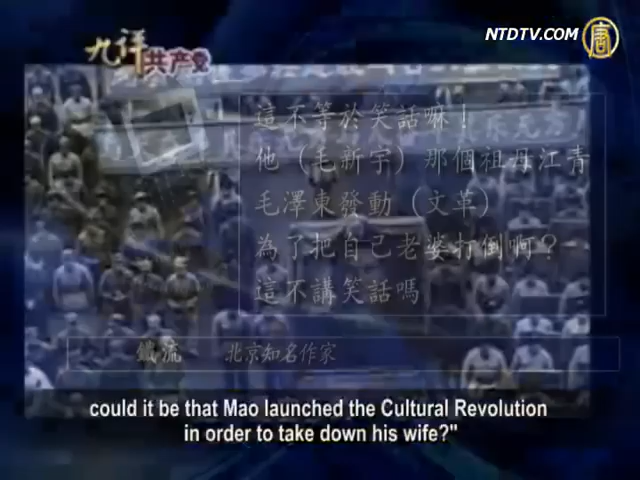 NTDTV.COM 唐
九评共产党
這不等於笑話嘛！
他（毛新宇）那個祖母江青
毛澤東發動（文革）
為了把自己老婆打倒啊？
這不講笑話嗎
鐵流 北京知名作家
could it be that Mao launched the Cultural Revolution
in order to take down his wife?"